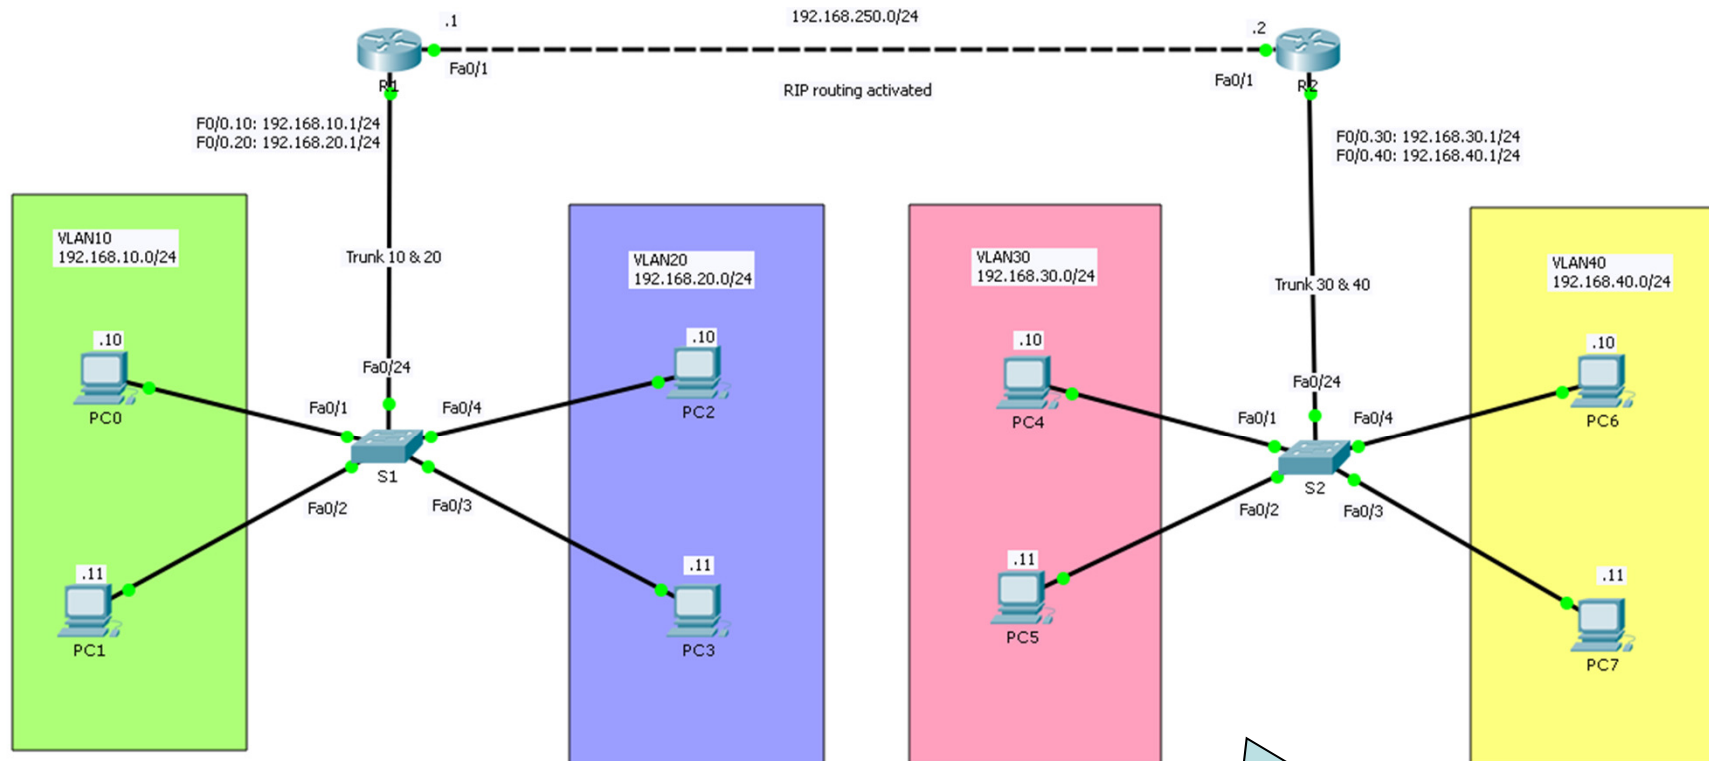 192.168.250.0/24
.1
.2
Fa0/1
Fa0/1
R1
R2
RIP routing activated
F0/0.10: 192.168.10.1/24
F0/0.20: 192.168.20.1/24
F0/0.30: 192.168.30.1/24
F0/0.40: 192.168.40.1/24
VLAN10
192.168.10.0/24
Trunk 10 & 20
VLAN20
192.168.20.0/24
VLAN30
192.168.30.0/24
Trunk 30 & 40
VLAN40
192.168.40.0/24
.10
PC0
Fa0/24
Fa0/1
Fa0/4
.10
PC2
S1
Fa0/2
Fa0/3
.11
PC1
.11
PC3
.10
PC4
Fa0/24
Fa0/1
Fa0/4
.10
PC6
S2
Fa0/2
Fa0/3
.11
PC5
.11
PC7